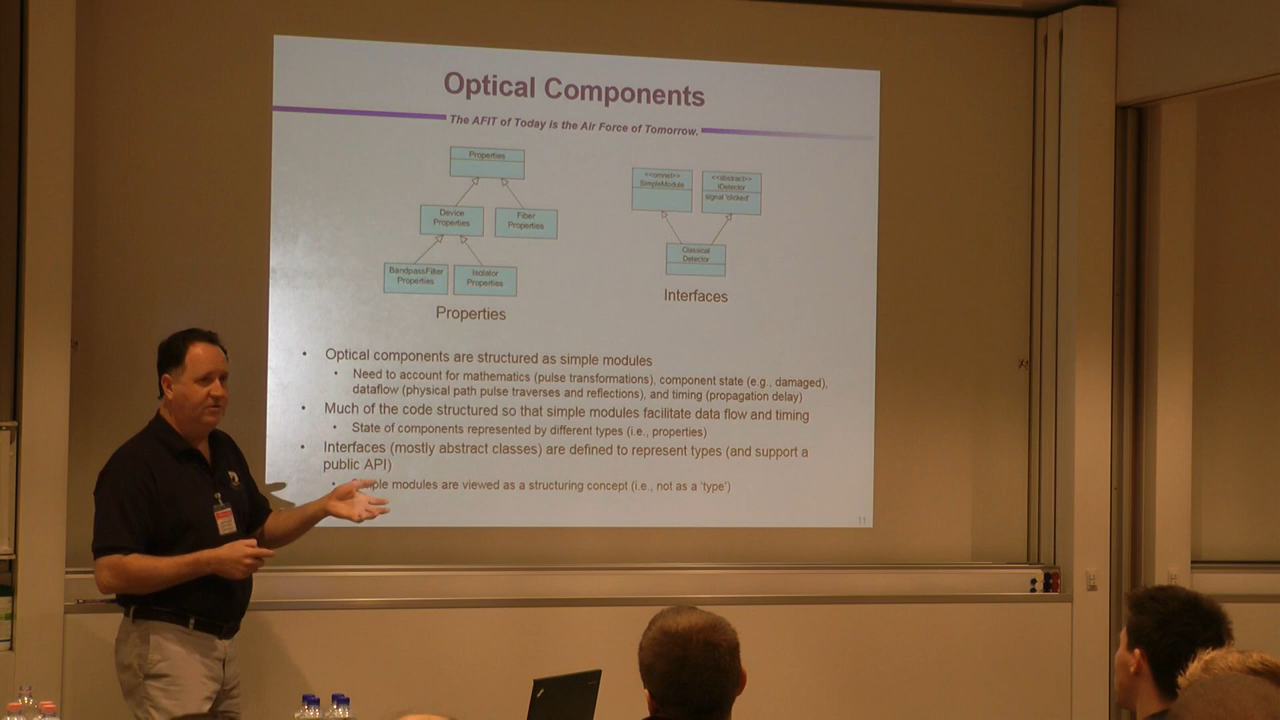 Optical Components
The AFIT of Today is the Air Force of Tomorrow.
Properties
Device
Properties
Fiber
Properties
BandpassFilter
Properties
Isolator
Properties
Properties
<<omnet>>
SimpleModule
<<abstract>>
IDetector
signal 'clicked'
Classical
Detector
Interfaces
• Optical components are structured as simple modules
• Need to account for mathematics (pulse transformations), component state (e.g., damaged),
dataflow (physical path pulse traverses and reflections), and timing (propagation delay)
• Much of the code structured so that simple modules facilitate data flow and timing
• State of components represented by different types (i.e., properties)
• Interfaces (mostly abstract classes) are defined to represent types (and support a
public API)
• modules are viewed as a structuring concept (i.e., not as a 'type')
11